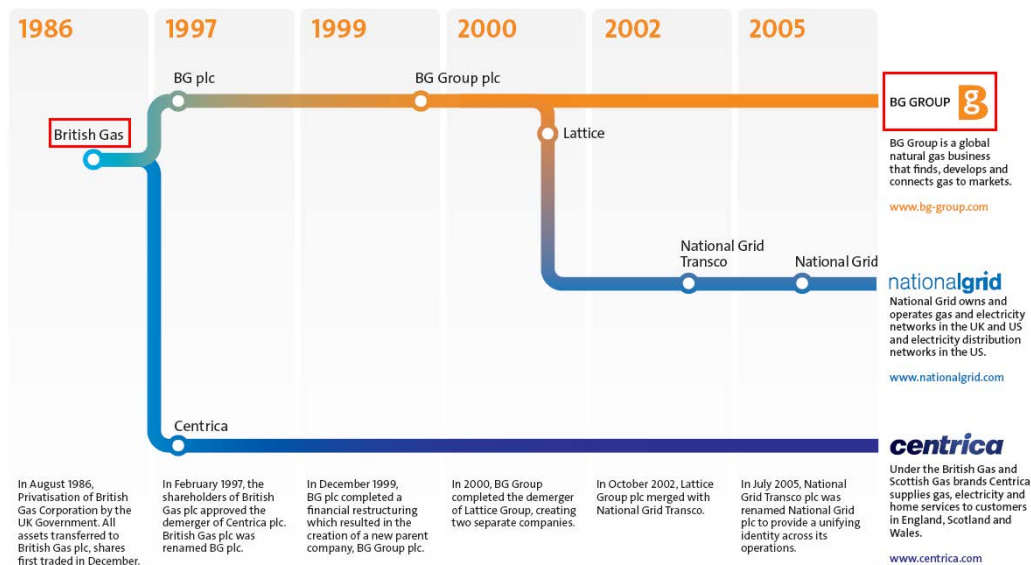 1986
1997
1999
2000
2002
2005
BG plc
BG Group plc
British Gas
Lattice
National Grid
Transco
National Grid
Centrica
BG GROUP
BG Group is a global
natural gas business
that finds, develops and
connects gas to markets.
www.bg-group.com
nationalgrid
National Grid owns and
operates gas and electricity
networks in the UK and US
and electricity distribution
networks in the US.
www.nationalgrid.com
centrica
Under the British Gas and
Scottish Gas brands Centrica
supplies gas, electricity and
home services to customers
in England, Scotland and
Wales.
www.centrica.com
In August 1986,
Privatisation of British
Gas Corporation by the
UK Government. All
assets transferred to
British Gas plc, shares
first traded in December.
In February 1997, the
shareholders of British
Gas plc approved the
demerger of Centrica plc.
British Gas plc was
renamed BG plc.
In December 1999,
BG plc completed a
financial restructuring
which resulted in the
creation of a new parent
company, BG Group plc.
In 2000, BG Group
completed the demerger
of Lattice Group, creating
two separate companies.
In October 2002, Lattice
Group plc merged with
National Grid Transco.
In July 2005, National
Grid Transco plc was
renamed National Grid
plc to provide a unifying
identity across its
operations.